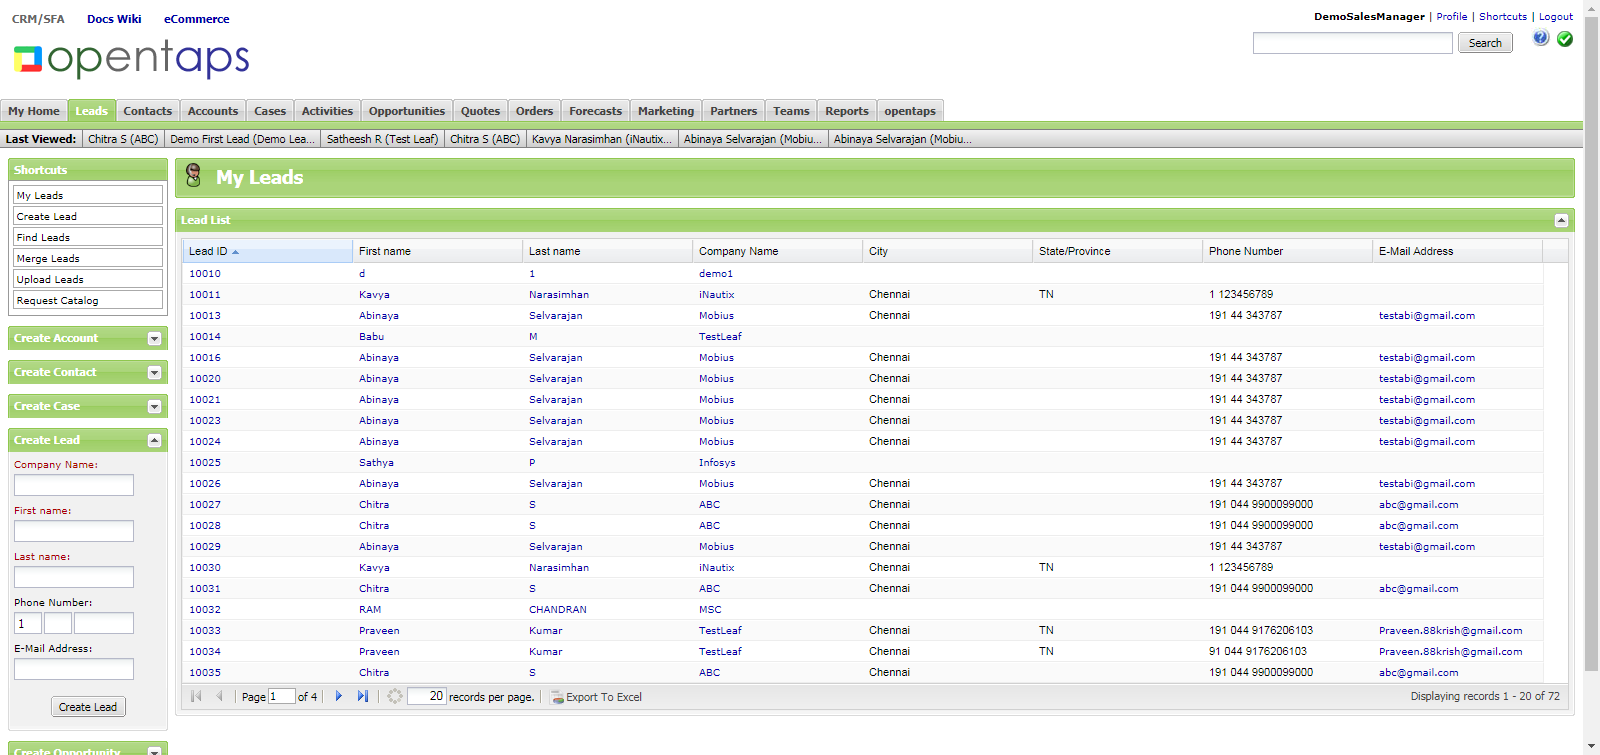 CRM/SFA Docs Wiki eCommerce
DemoSalesManager | Profile | Shortcuts | Logout
opentaps
Search
My Home Leads Contacts Accounts Cases Activities Opportunities Quotes Orders Forecasts Marketing Partners Teams Reports opentaps
Last Viewed: Chitra S (ABC) Demo First Lead (Demo Lea... Satheesh R (Test Leaf) Chitra S (ABC) Kavya Narasimhan (iNautix... Abinaya Selvarajan (Mobiu... Abinaya Selvarajan (Mobiu...
Shortcuts
My Leads
Create Lead
Find Leads
Merge Leads
Upload Leads
Request Catalog
Create Account
Create Contact
Create Case
Create Lead
Company Name:
First name:
Last name:
Phone Number:
1
E-Mail Address:
Create Lead
Create Opportunity
My Leads
Lead List
Lead ID First name Last name Company Name City State/Province Phone Number E-Mail Address
10010 d 1 demo1
10011 Kavya Narasimhan iNautix Chennai TN 1 123456789
10013 Abinaya Selvarajan Mobius Chennai 191 44 343787 testabi@gmail.com
10014 Babu M TestLeaf
10016 Abinaya Selvarajan Mobius Chennai 191 44 343787 testabi@gmail.com
10020 Abinaya Selvarajan Mobius Chennai 191 44 343787 testabi@gmail.com
10021 Abinaya Selvarajan Mobius Chennai 191 44 343787 testabi@gmail.com
10023 Abinaya Selvarajan Mobius Chennai 191 44 343787 testabi@gmail.com
10024 Abinaya Selvarajan Mobius Chennai 191 44 343787 testabi@gmail.com
10025 Sathya P Infosys
10026 Abinaya Selvarajan Mobius Chennai 191 44 343787 testabi@gmail.com
10027 Chitra S ABC Chennai 191 044 9900099000 abc@gmail.com
10028 Chitra S ABC Chennai 191 044 9900099000 abc@gmail.com
10029 Abinaya Selvarajan Mobius Chennai 191 44 343787 testabi@gmail.com
10030 Kavya Narasimhan iNautix Chennai TN 1 123456789
10031 Chitra S ABC Chennai 191 044 9900099000 abc@gmail.com
10032 RAM CHANDRAN MSC
10033 Praveen Kumar TestLeaf Chennai TN 191 044 9176206103 Praveen.88krish@gmail.com
10034 Praveen Kumar TestLeaf Chennai TN 91 044 9176206103 Praveen.88krish@gmail.com
10035 Chitra S ABC Chennai 191 044 9900099000 abc@gmail.com
Page 1 of 4 20 records per page. Export To Excel Displaying records 1 - 20 of 72